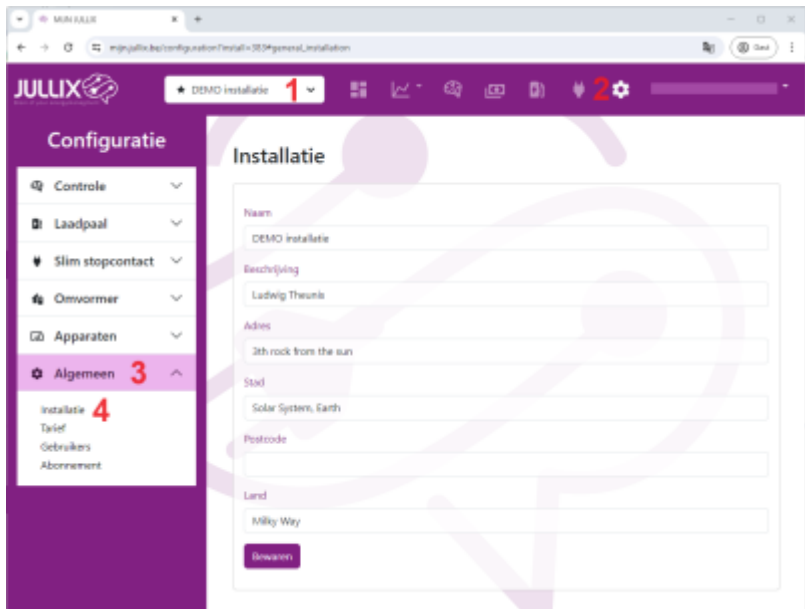 MIJN JULLIX
mijn.jullix.be/configuration?install=383#general_installation
JULLIX
★ DEMO installatie
1
2
Configuratie
Controle
Laadpaal
Slim stopcontact
Omvormer
Apparaten
Algemeen
3
Installatie
4
Tarief
Gebruikers
Abonnement
Installatie
Naam
DEMO installatie
Beschrijving
Ludwig Theunis
Adres
3th rock from the sun
Stad
Solar System, Earth
Postcode
Land
Milky Way
Bewaren